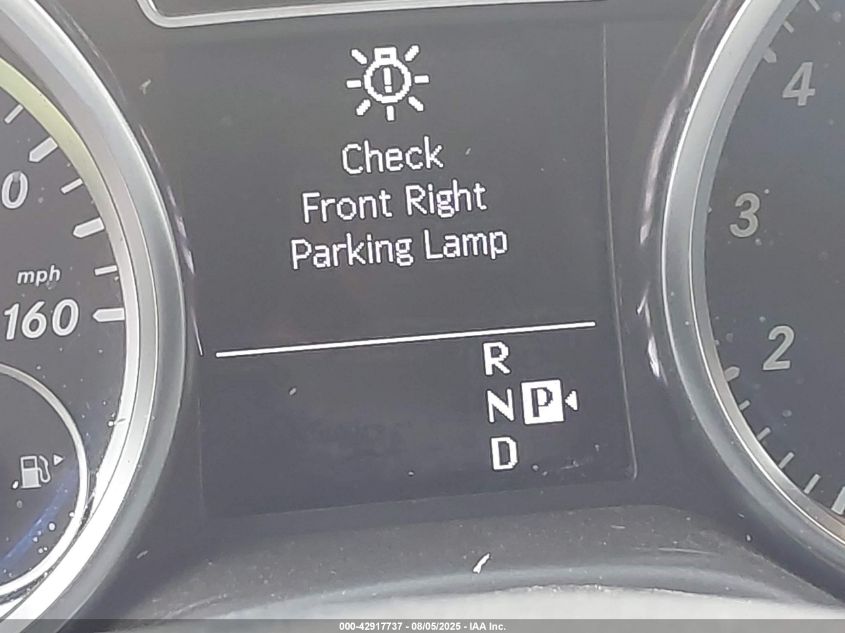 Check
Front Right
Parking Lamp
R
N P
D
0
mph
160
4
3
2
000-42917737 - 08/05/2025 - IAA Inc.